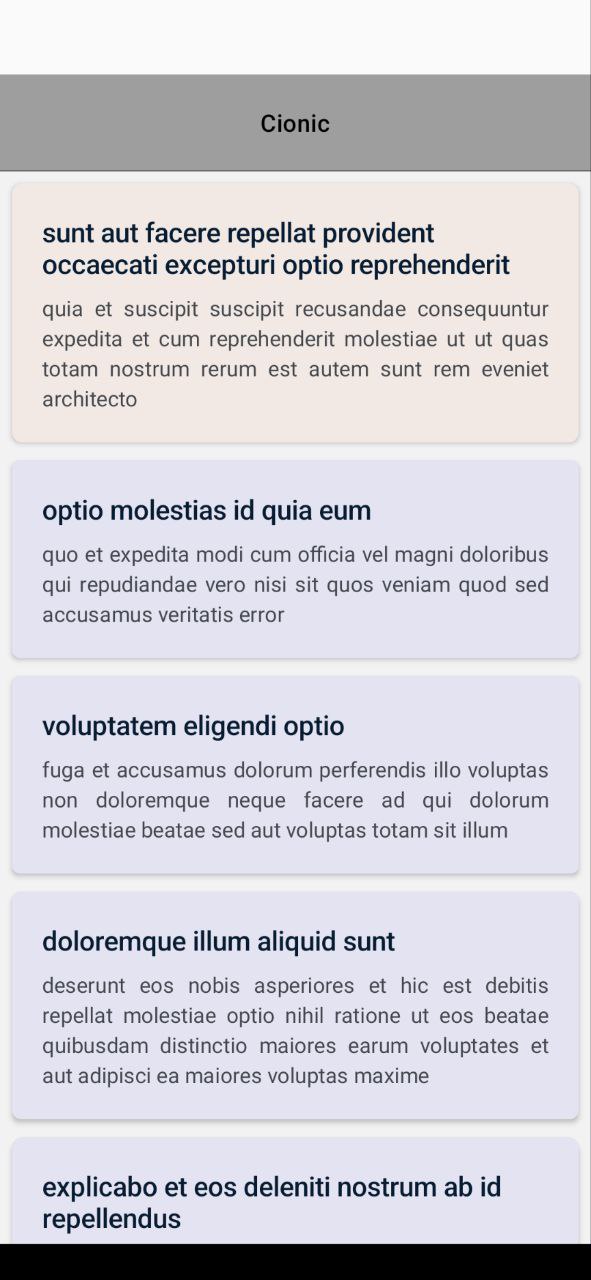 Cionic
sunt aut facere repellat provident
occaecati excepturi optio reprehenderit
quia et suscipit suscipit recusandae consequuntur
expedita et cum reprehenderit molestiae ut ut quas
totam nostrum rerum est autem sunt rem eveniet
architecto
optio molestias id quia eum
quo et expedita modi cum officia vel magni doloribus
qui repudiandae vero nisi sit quos veniam quod sed
accusamus veritatis error
voluptatem eligendi optio
fuga et accusamus dolorum perferendis illo voluptas
non doloremque neque facere ad qui dolorum
molestiae beatae sed aut voluptas totam sit illum
doloremque illum aliquid sunt
deserunt eos nobis asperiores et hic est debitis
repellat molestiae optio nihil ratione ut eos beatae
quibusdam distinctio maiores earum voluptates et
aut adipisci ea maiores voluptas maxime
explicabo et eos deleniti nostrum ab id
repellendus